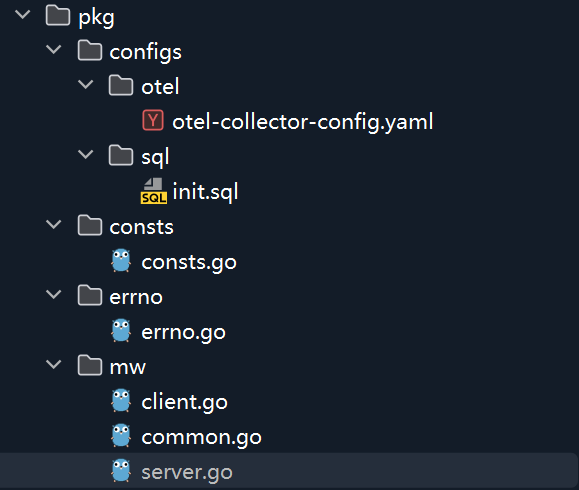 pkg
configs
otel
Y otel-collector-config.yaml
sql
SQL init.sql
consts
consts.go
errno
errno.go
mw
client.go
common.go
server.go